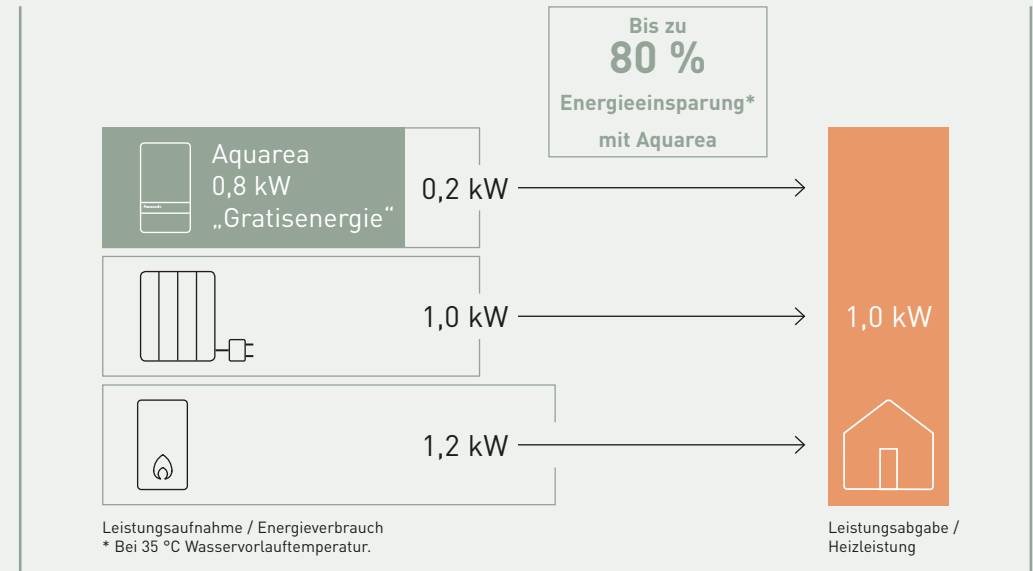 Bis zu
80 %
Energieeinsparung*
mit Aquarea
Aquarea
0,8 kW
„Gratisenergie“
0,2 kW
1,0 kW
1,0 kW
1,2 kW
Leistungsaufnahme / Energieverbrauch
* Bei 35 °C Wasservorlauftemperatur.
Leistungsabgabe /
Heizleistung